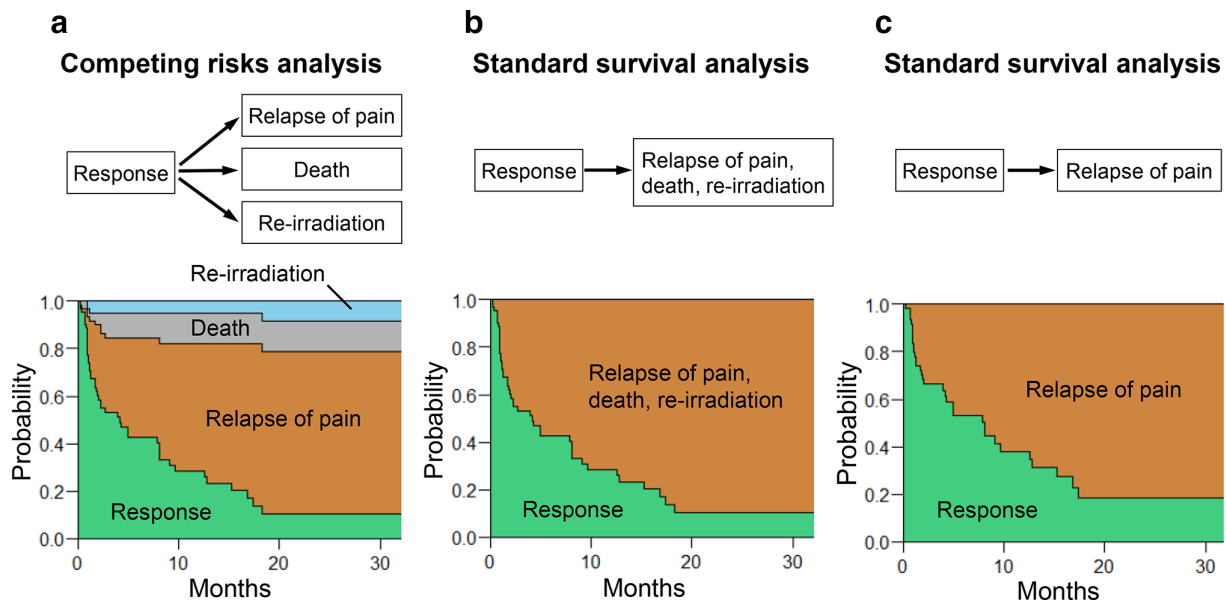 a
Competing risks analysis
Response
Relapse of pain
Death
Re-irradiation
Re-irradiation
Death
Relapse of pain
Response
Probability
1.0
0.8
0.6
0.4
0.2
0.0
0
10
20
30
Months
b
Standard survival analysis
Response
Relapse of pain,
death, re-irradiation
Relapse of pain,
death, re-irradiation
Response
Probability
1.0
0.8
0.6
0.4
0.2
0.0
0
10
20
30
Months
c
Standard survival analysis
Response
Relapse of pain
Relapse of pain
Response
Probability
1.0
0.8
0.6
0.4
0.2
0.0
0
10
20
30
Months